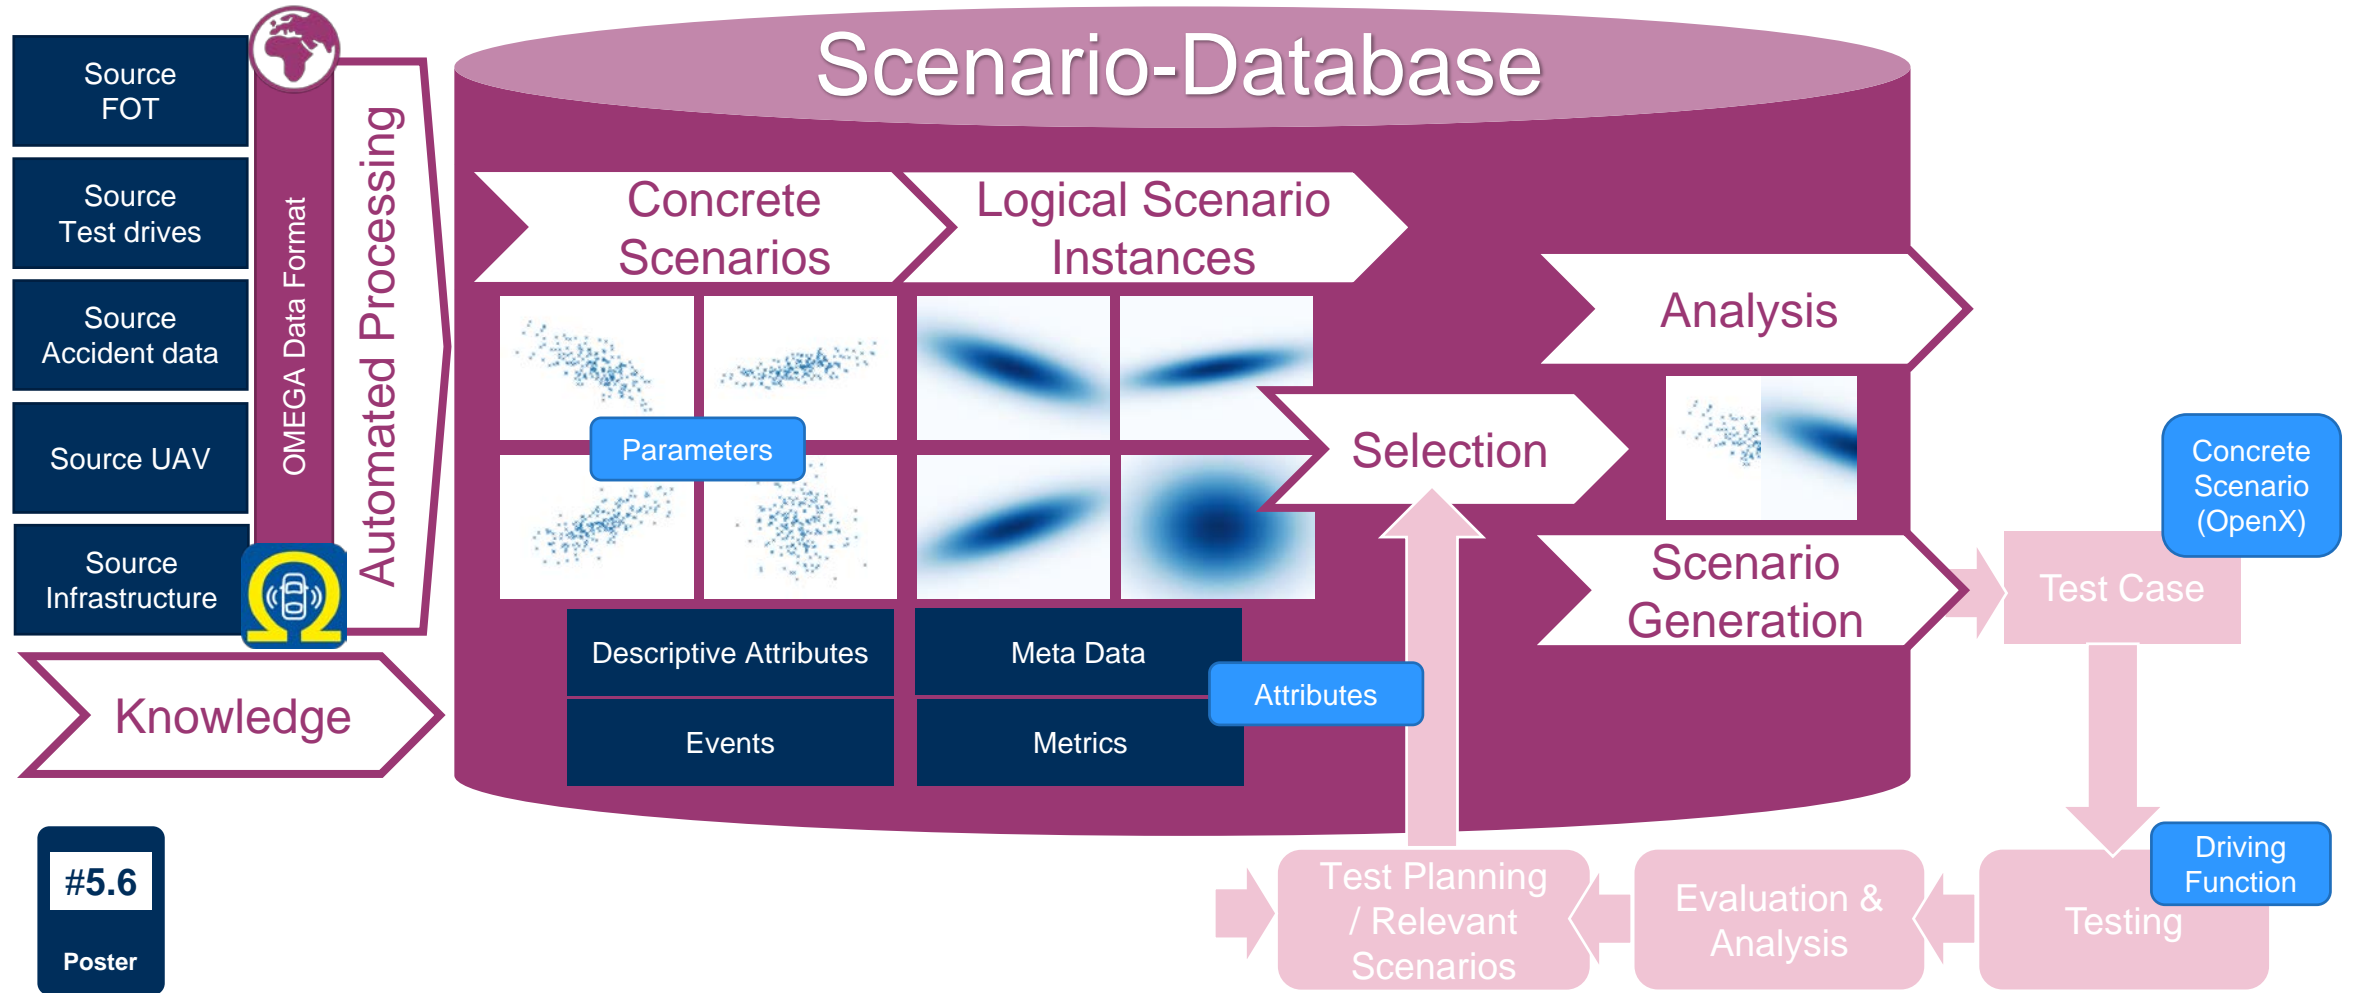 Scenario-Database
Source
FOT
Source
Test drives
Source
Accident data
Source UAV
Source
Infrastructure
OMEGA Data Format
Automated Processing
Knowledge
Concrete
Scenarios
Logical Scenario
Instances
Parameters
Descriptive Attributes
Meta Data
Events
Metrics
Attributes
Selection
Analysis
Scenario
Generation
Concrete
Scenario
(OpenX)
Test Case
Driving
Function
Testing
Evaluation &
Analysis
Test Planning
/ Relevant
Scenarios
#5.6
Poster